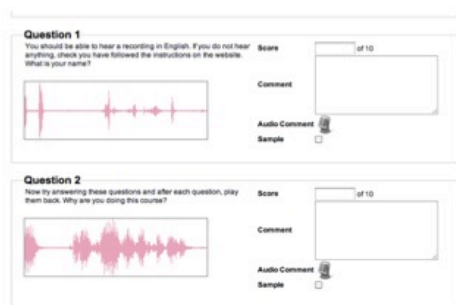 Question 1
You should be able to hear a recording in English. If you do not hear
anything, check you have followed the instructions on the website.
What is your name?
Score of 10
Comment
Audio Comment
Sample
Question 2
Now try answering these questions and after each question, play
them back. Why are you doing this course?
Score of 10
Comment
Audio Comment
Sample